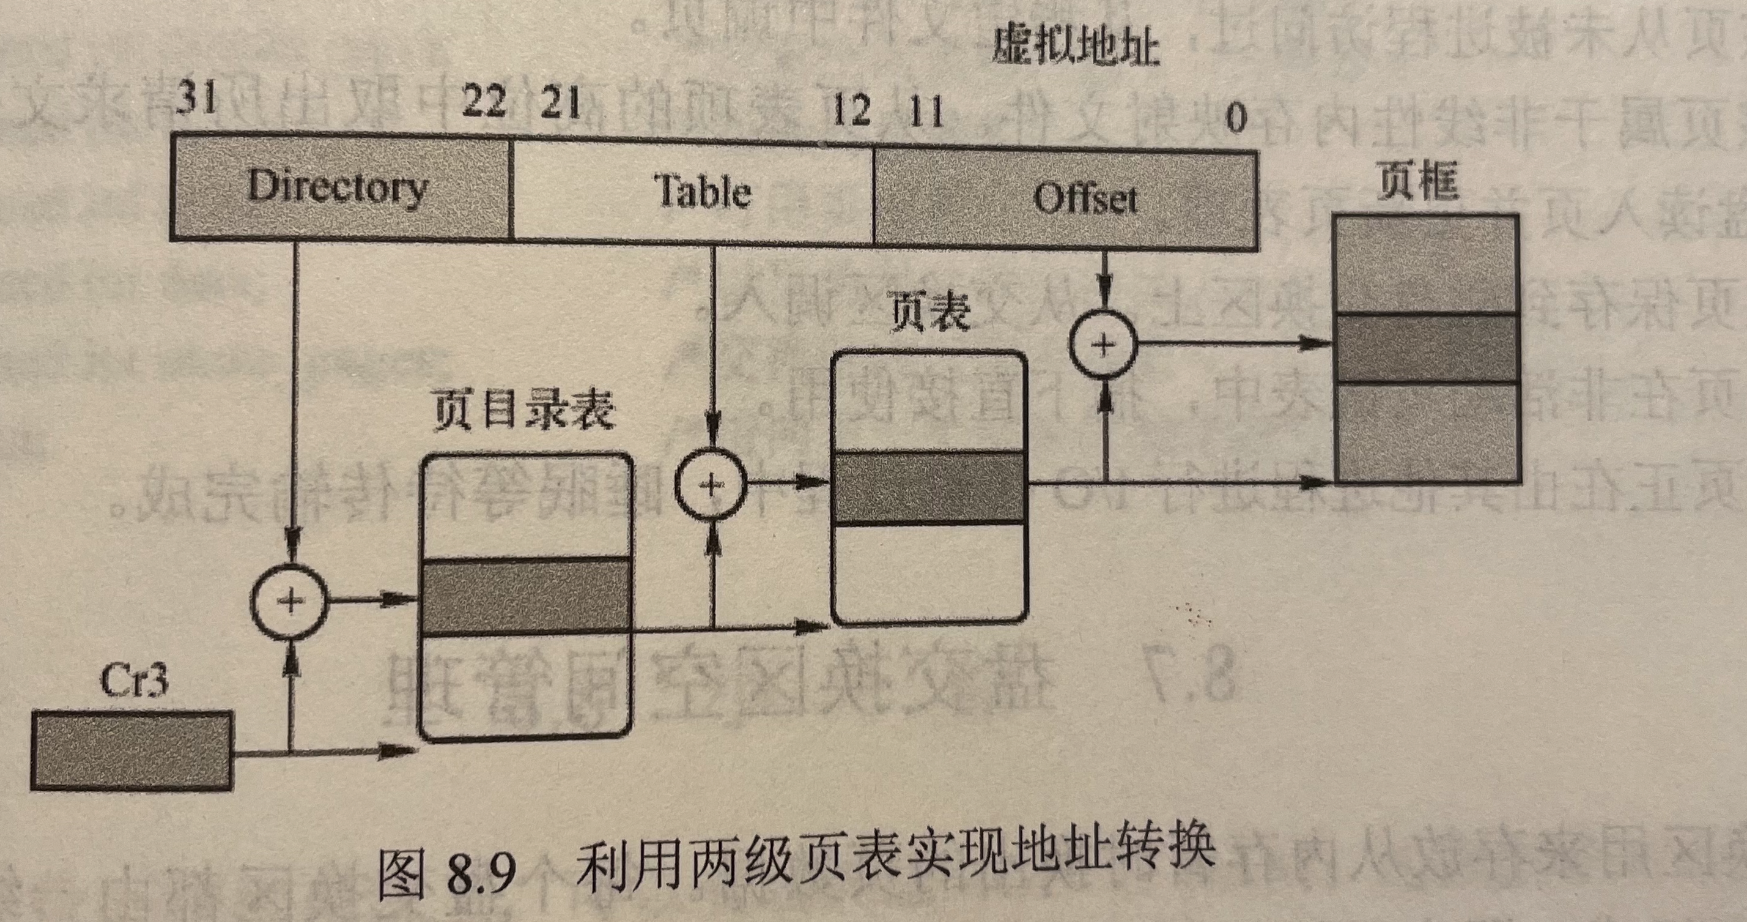 虚拟地址
31 22 21 12 11 0
Directory Table Offset
页框
页表
页目录表
+
+
+
Cr3
图 8.9 利用两级页表实现地址转换